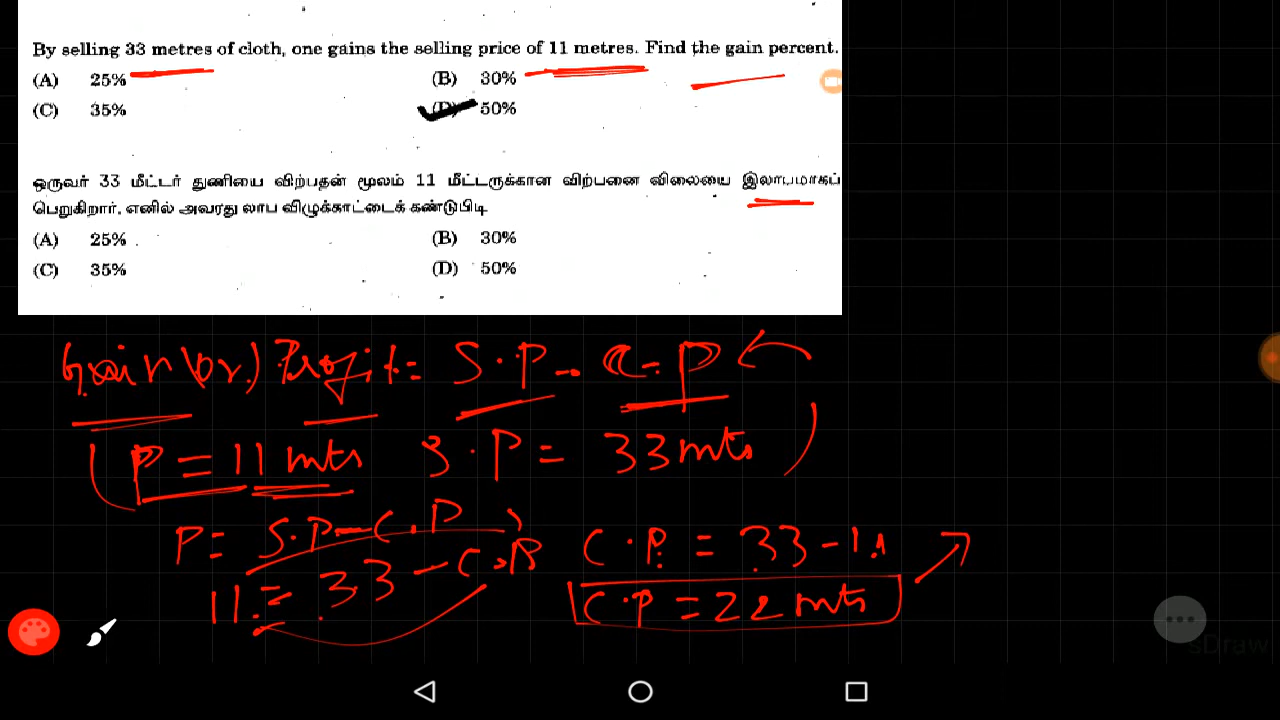 By selling 33 metres of cloth, one gains the selling price of 11 metres. Find the gain percent.
(A) 25% (B) 30%
(C) 35% (D) 50%
ஒருவர் 33 மீட்டர் துணியை விற்பதன் மூலம் 11 மீட்டருக்கான விற்பனை விலையை இலாபமாகப்
பெறுகிறார். எனில் அவரது லாப விழுக்காட்டைக் கண்டுபிடி
(A) 25% (B) 30%
(C) 35% (D) 50%
Gain (or) Profit = S.P - C.P
P = 11 mts S.P = 33 mts
P = S.P - C.P
C.P = 33 - 11
11 = 33 - C.P
C.P = 22 mts
sDraw